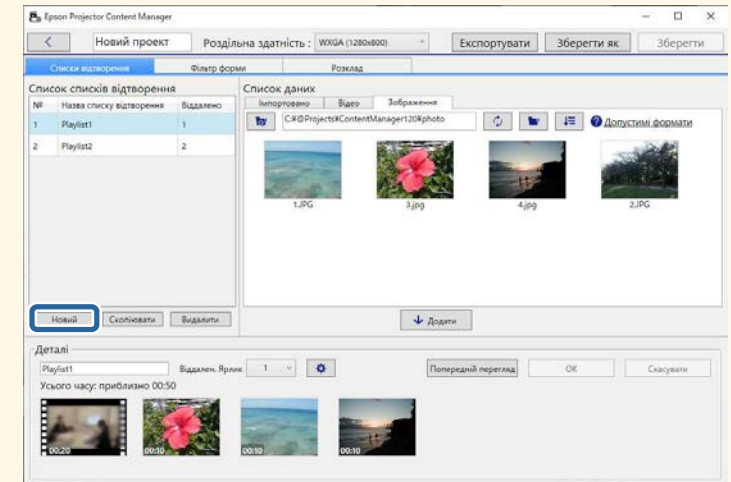 Epson Projector Content Manager
Новий проект Роздільна здатність : WXGA (1280x800) Експортувати Зберегти як Зберегти
Списки відтворення Фільтр форми Розклад
Список списків відтворення Список даних
№ Назва списку відтворення Віддалено Імпортовано Відео Зображення
1 Playlist1 1 C:¥@Projects¥ContentManager120¥photo Допустимі формати
2 Playlist2 2
1.JPG 3.jpg 4.jpg 2.JPG
Новий Скопіювати Видалити Додати
Деталі
Playlist1 Віддален. Ярлик 1 Попередній перегляд OK Скасувати
Усього часу: приблизно 00:50
00:20 00:10 00:10 00:10